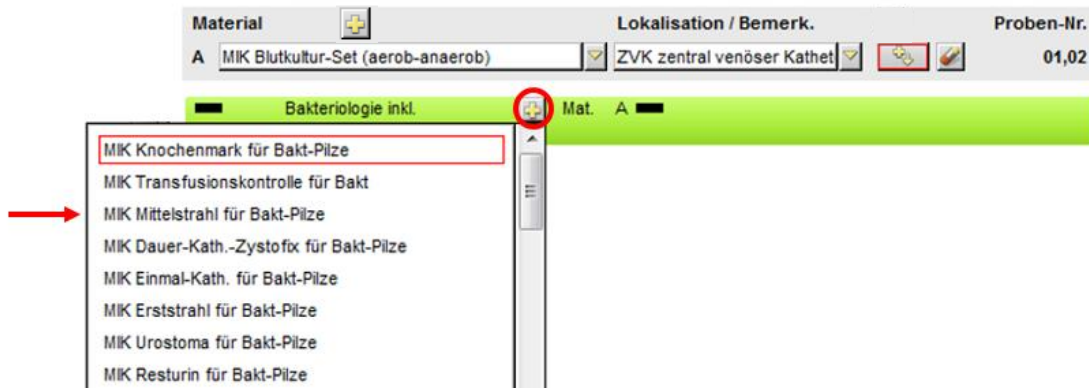 Material Lokalisation / Bemerk. Proben-Nr.
A MIK Blutkultur-Set (aerob-anaerob) ZVK zentral venöser Kathet 01,02
Bakteriologie inkl. Mat. A
MIK Knochenmark für Bakt-Pilze
MIK Transfusionskontrolle für Bakt
MIK Mittelstrahl für Bakt-Pilze
MIK Dauer-Kath.-Zystofix für Bakt-Pilze
MIK Einmal-Kath. für Bakt-Pilze
MIK Erststrahl für Bakt-Pilze
MIK Urostoma für Bakt-Pilze
MIK Resturin für Bakt-Pilze